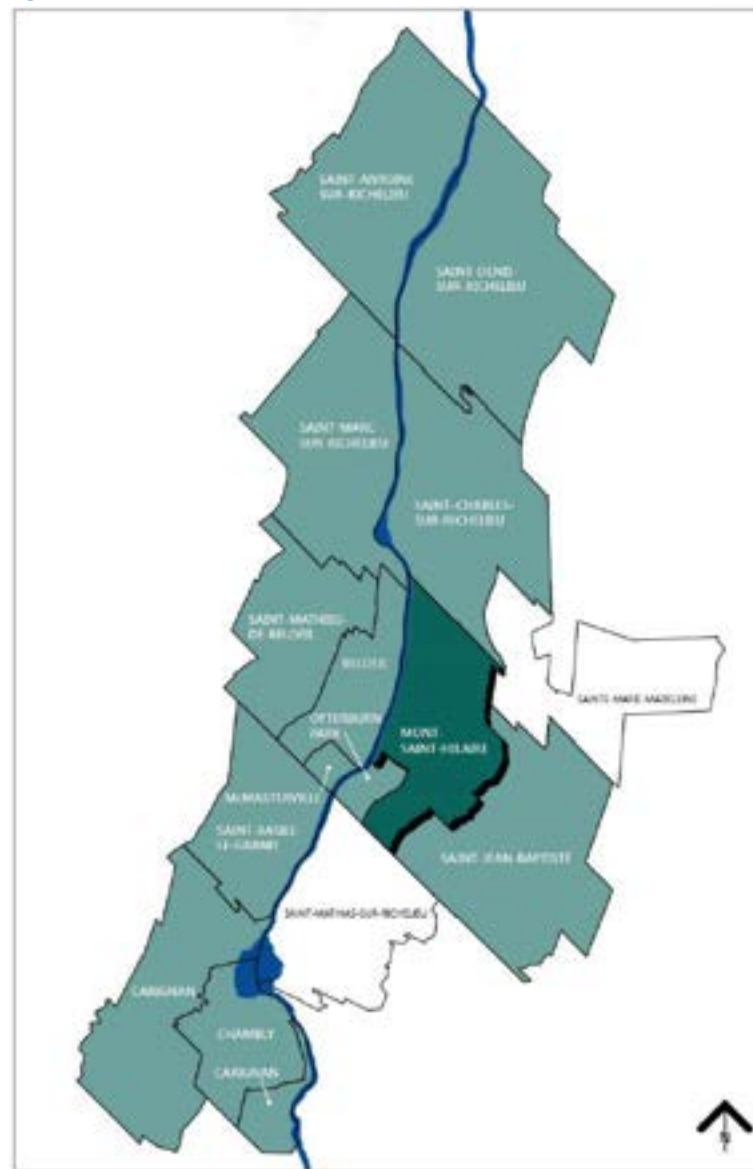 SAINT-ANTOINE-
SUR-RICHELIEU
SAINT-DENIS-
SUR-RICHELIEU
SAINT-MARC-
SUR-RICHELIEU
SAINT-CHARLES-
SUR-RICHELIEU
SAINT-MATHIEU-
DE-BELOEIL
BELOEIL
SAINTE-MARIE-MADELEINE
OTTERBURN
PARK
MONT
SAINT-HILAIRE
McMASTERVILLE
SAINT-BASILE-
LE-GRAND
SAINT-JEAN-BAPTISTE
SAINT-MATHIAS-SUR-RICHELIEU
CARIGNAN
CHAMBLY
CARIGNAN
N